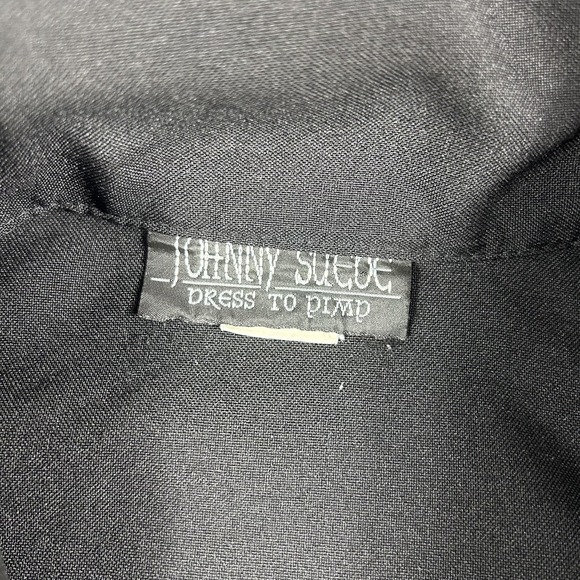 JOHNNY SUEDE
DRESS TO PIMP